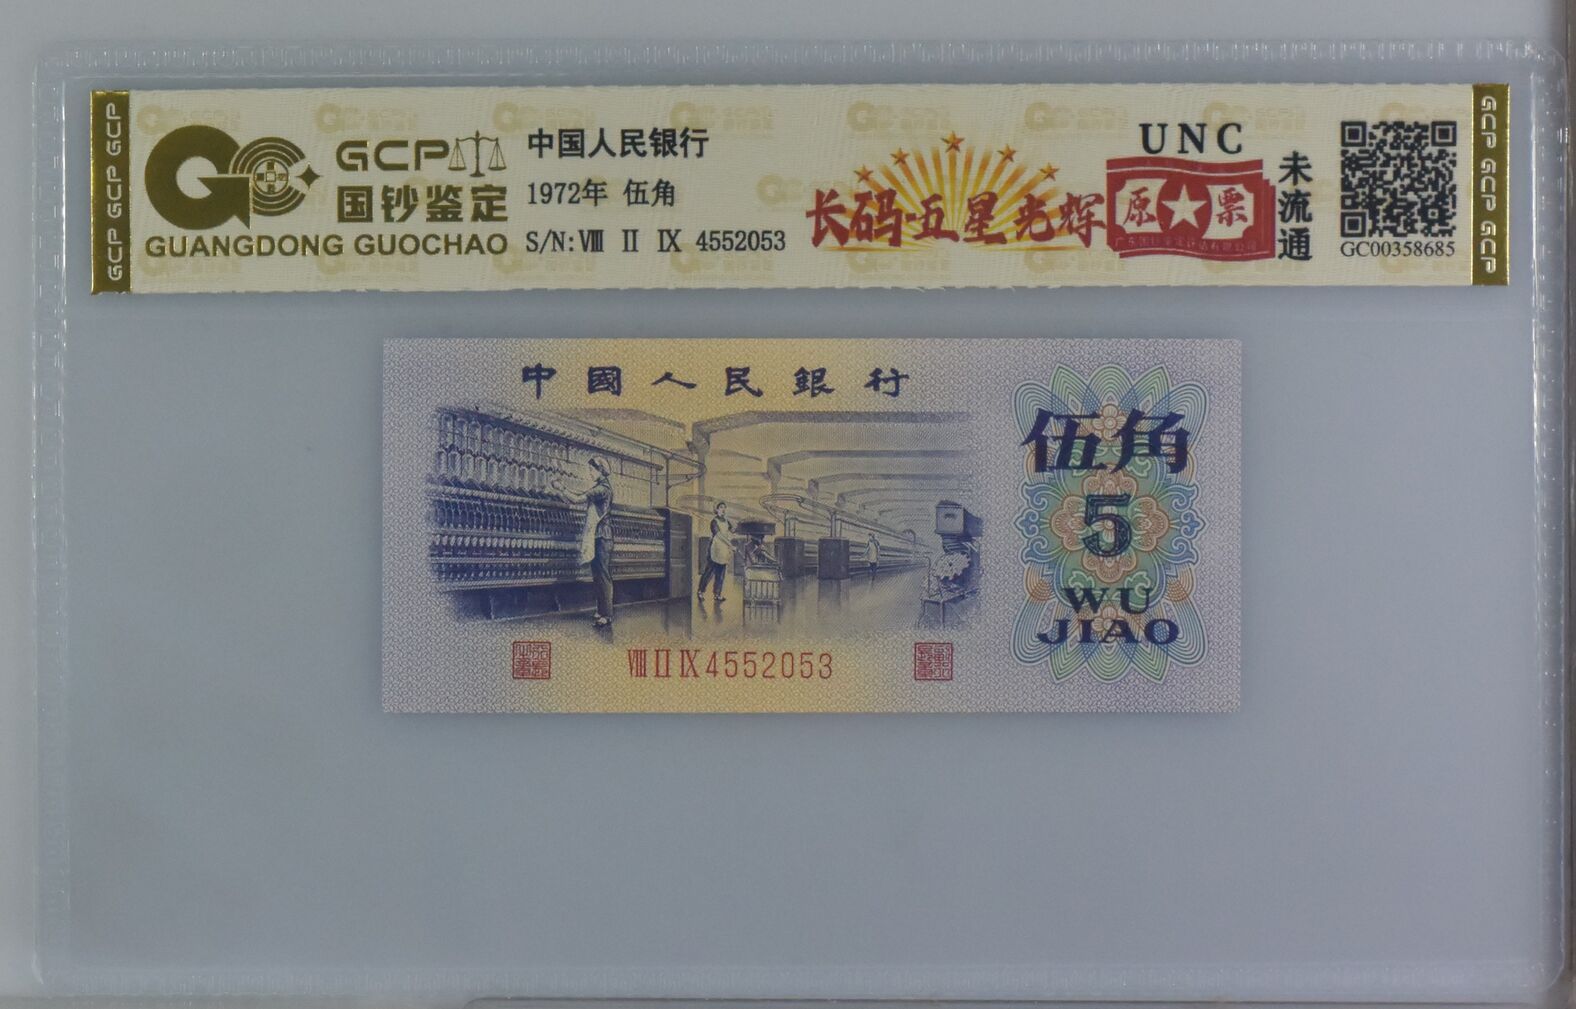 GCP GCP GCP
GCP
国钞鉴定
GUANGDONG GUOCHAO
中国人民银行
1972年 伍角
S/N:Ⅷ Ⅱ Ⅸ 4552053
长码五星光辉
UNC
原★票
未流通
GC00358685
GCP GCP GCP
中國人民銀行
伍角
5
WU
JIAO
Ⅷ Ⅱ Ⅸ 4552053